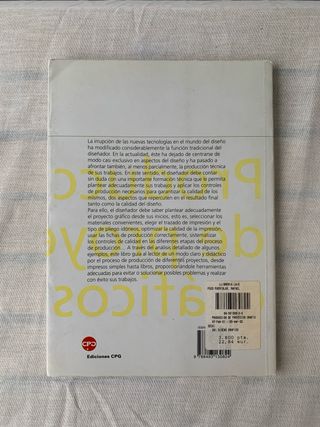 La irrupción de las nuevas tecnologías en el mundo del diseño
ha modificado considerablemente la función tradicional del
diseñador. En la actualidad, éste ha dejado de centrarse de
modo casi exclusivo en aspectos del diseño y ha pasado a
afrontar también, al menos parcialmente, la producción técnica
de sus trabajos. En este sentido, el diseñador debe contar
sin duda con una importante formación técnica que le permita
plantear adecuadamente sus trabajos y aplicar los controles
de producción necesarios para garantizar la calidad de los
mismos, dos aspectos que repercuten en el resultado final
tanto como la calidad del diseño.
Para ello, el diseñador debe saber plantear adecuadamente
el proyecto gráfico desde sus inicios; esto es, seleccionar los
materiales convenientes, elegir el trazado de impresión y el
tipo de pliego idóneos, optimizar la calidad de la impresión,
usar las fichas de producción correctamente, sistematizar
los controles de calidad en las diferentes etapas del proceso
de producción... A través del análisis detallado de algunos
ejemplos, este libro guía al lector de un modo claro y didáctico
por el proceso de producción de diferentes proyectos, desde
impresos simples hasta libros, proporcionándole herramientas
adecuadas para evitar o solucionar posibles problemas y realizar
con éxito sus trabajos.
CPG
Ediciones CPG
3.800 pta.
22,84 eur.